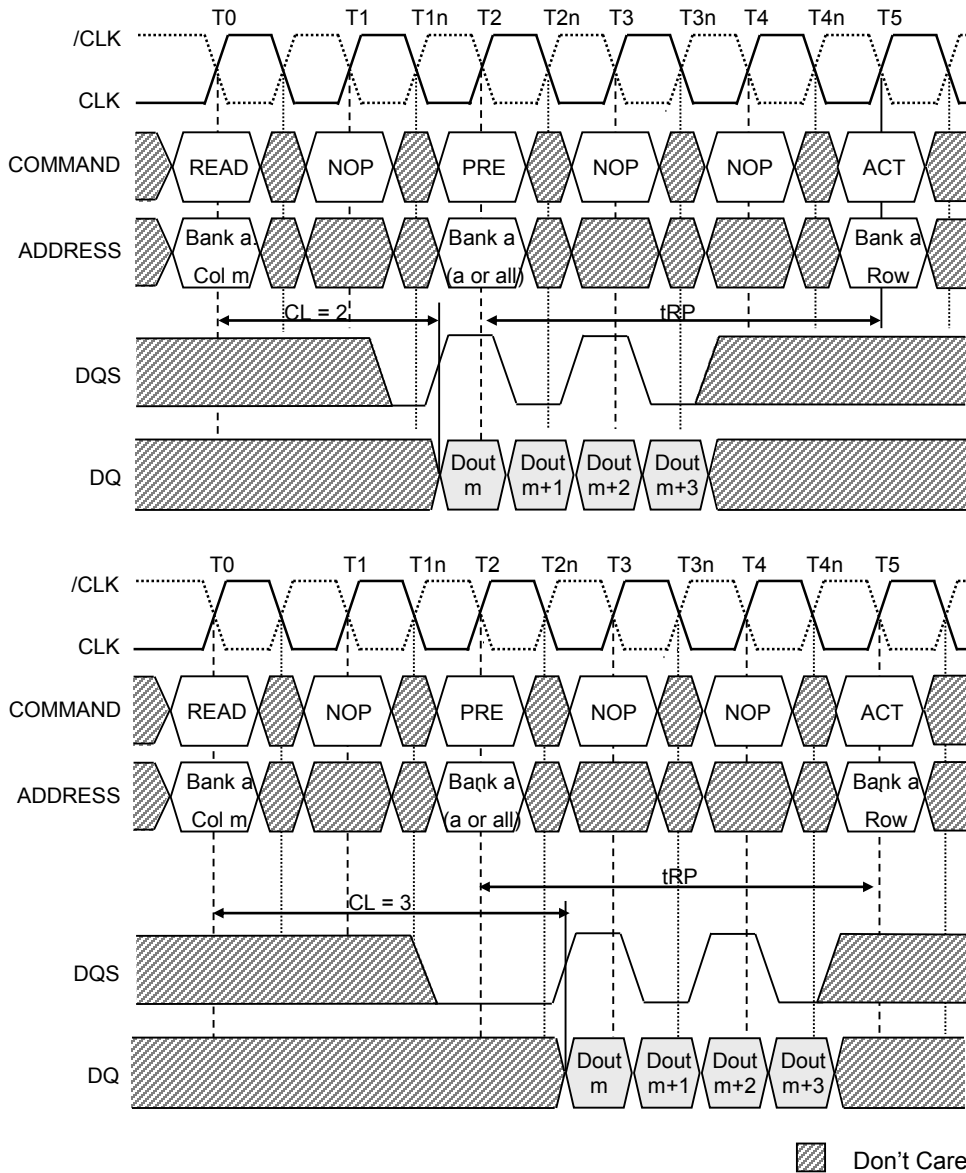 T0 T1 T1n T2 T2n T3 T3n T4 T4n T5
/CLK
CLK
COMMAND READ NOP PRE NOP NOP ACT
ADDRESS Bank a. Bank a Bank a
Col m (a or all) Row
CL = 2 tRP
DQS
DQ Dout Dout Dout Dout
m m+1 m+2 m+3
T0 T1 T1n T2 T2n T3 T3n T4 T4n T5
/CLK
CLK
COMMAND READ NOP PRE NOP NOP ACT
ADDRESS Bank a Bank a Bank a
Col m (a or all) Row
tRP
CL = 3
DQS
DQ Dout Dout Dout Dout
m m+1 m+2 m+3
Don't Care